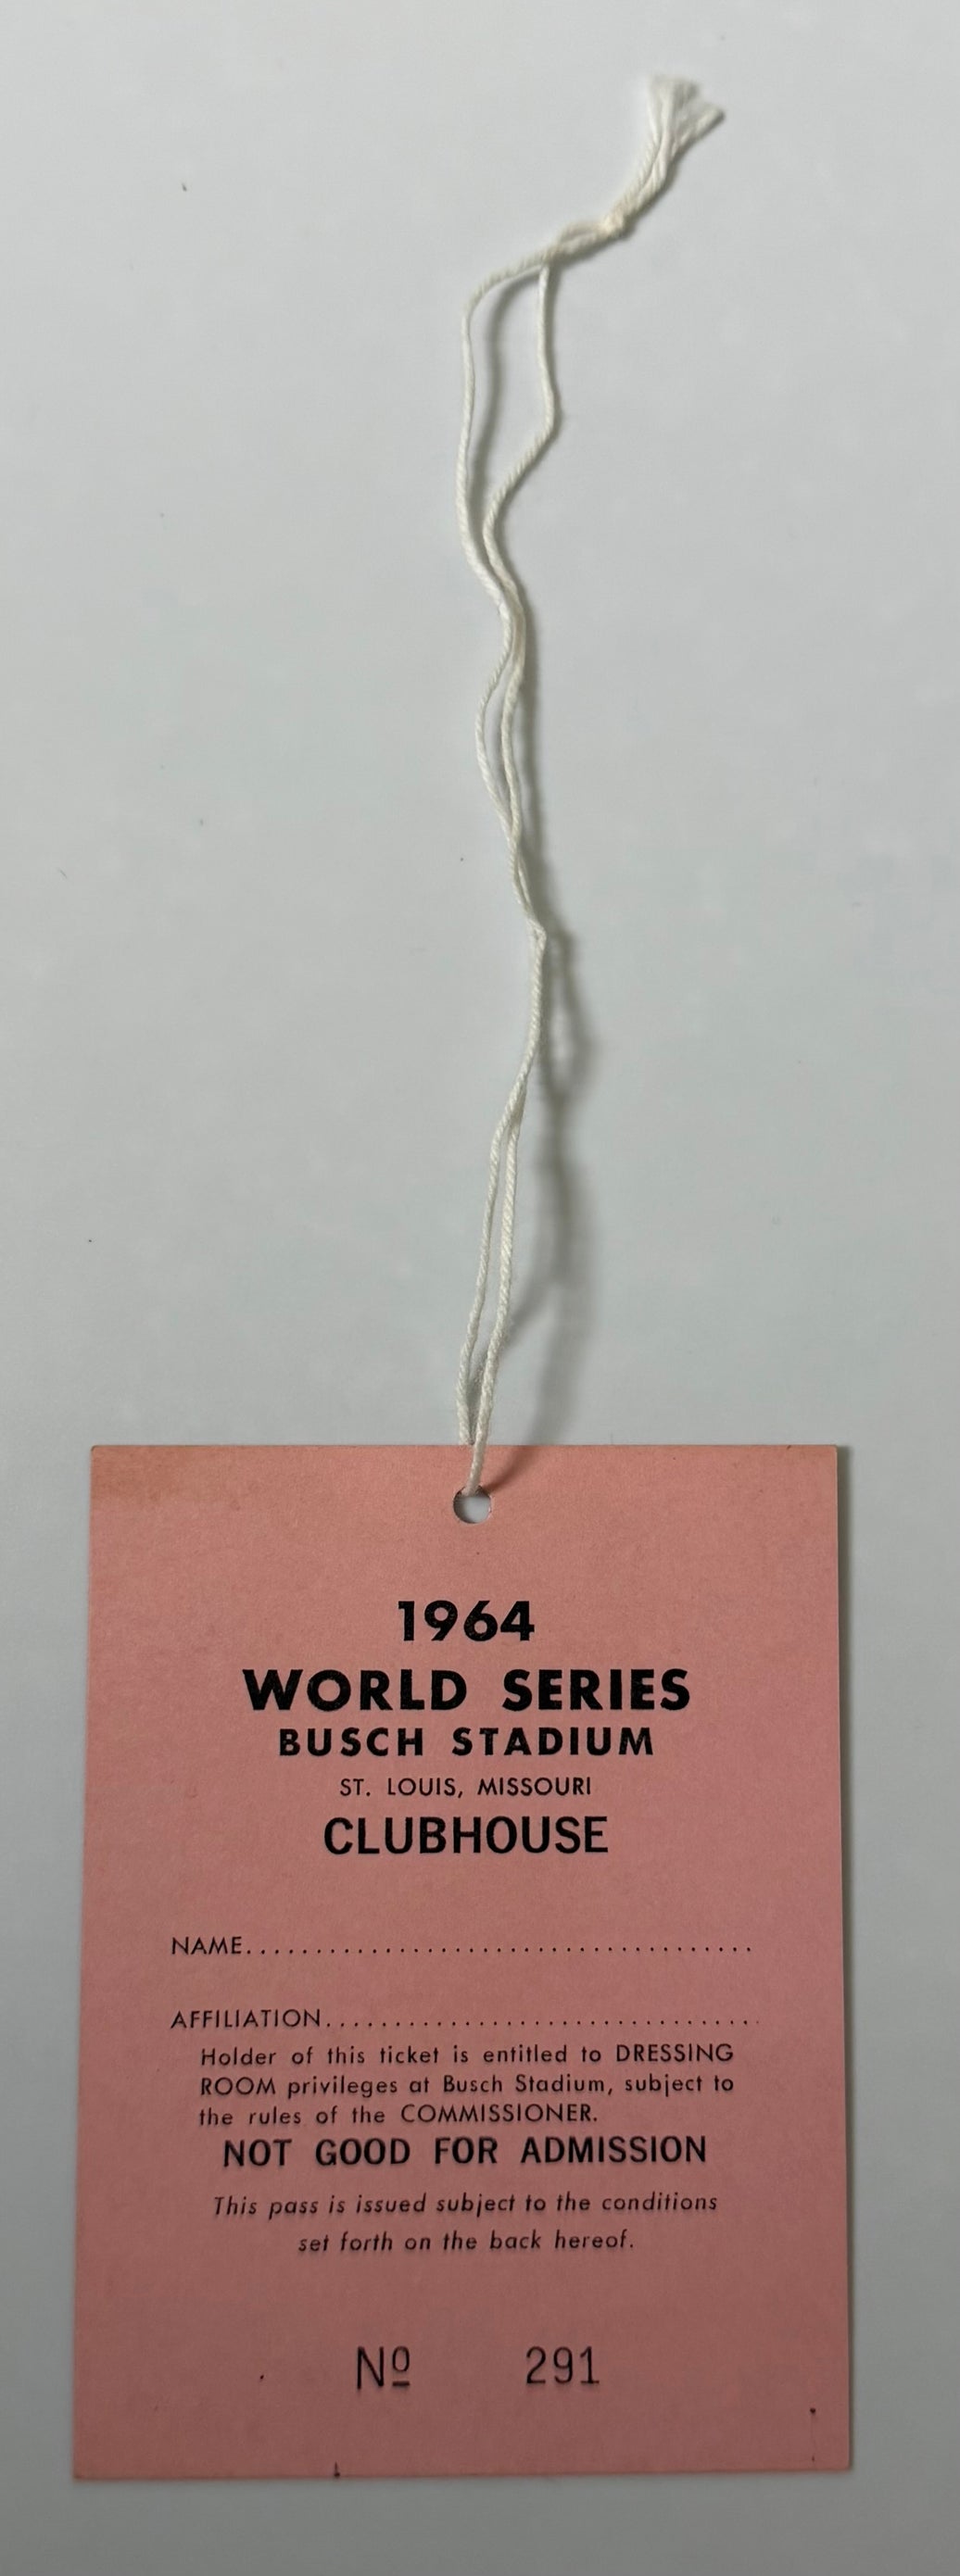 1964
WORLD SERIES
BUSCH STADIUM
ST. LOUIS, MISSOURI
CLUBHOUSE
NAME.....................................
AFFILIATION................................
Holder of this ticket is entitled to DRESSING
ROOM privileges at Busch Stadium, subject to
the rules of the COMMISSIONER.
NOT GOOD FOR ADMISSION
This pass is issued subject to the conditions
set forth on the back hereof.
Nº 291